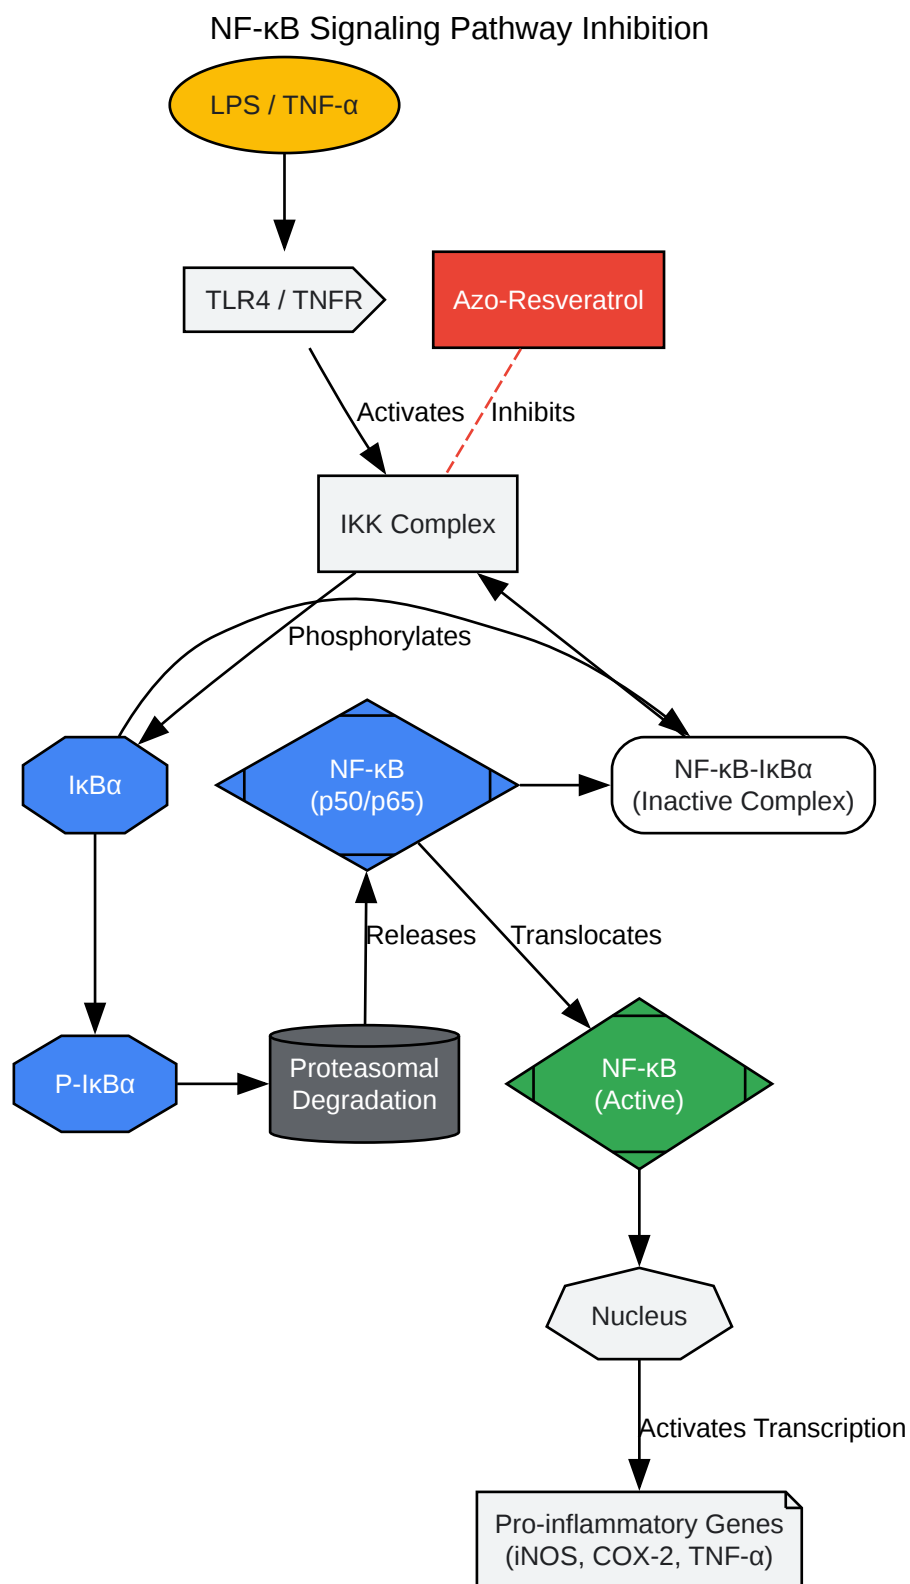 NF-κB Signaling Pathway Inhibition
LPS / TNF-α
TLR4 / TNFR
Azo-Resveratrol
Activates
Inhibits
IKK Complex
Phosphorylates
IκBα
NF-κB
(p50/p65)
NF-κB-IκBα
(Inactive Complex)
Releases
Translocates
P-IκBα
Proteasomal
Degradation
NF-κB
(Active)
Nucleus
Activates Transcription
Pro-inflammatory Genes
(iNOS, COX-2, TNF-α)